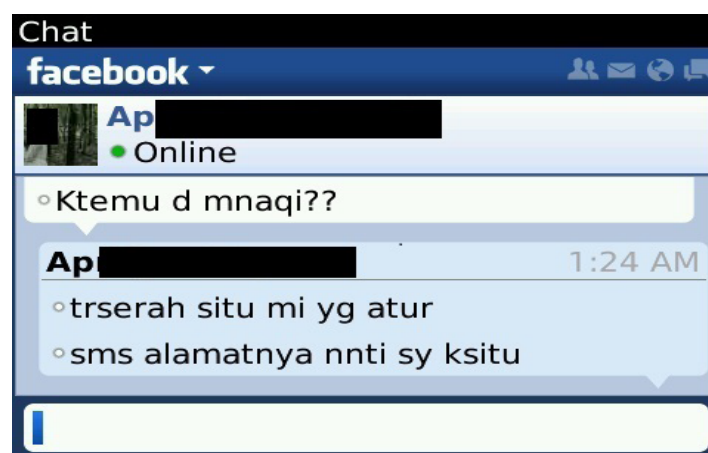 Chat
facebook
Ap
Online
Ktemu d mnaqi??
Ap
1:24 AM
trserah situ mi yg atur
sms alamatnya nnti sy ksitu